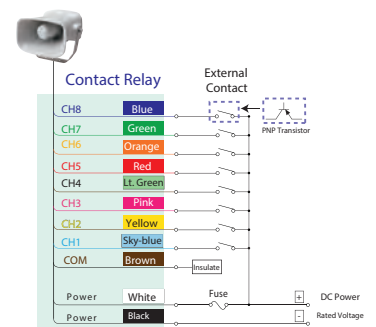 External
Contact
Contact Relay
CH8 Blue
PNP Transistor
CH7 Green
CH6 Orange
CH5 Red
CH4 Lt. Green
CH3 Pink
CH2 Yellow
CH1 Sky-blue
COM Brown
Insulate
Power White Fuse + DC Power
Power Black - Rated Voltage